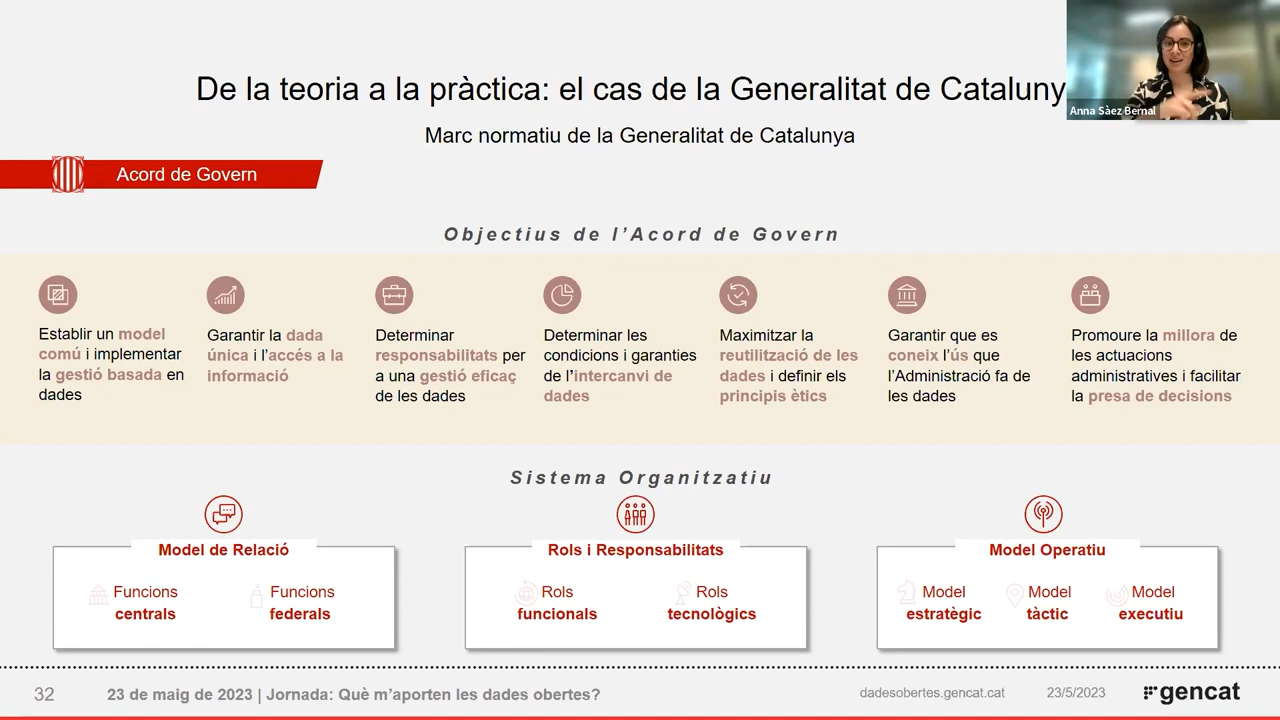 De la teoria a la pràctica: el cas de la Generalitat de Cataluny
Anna Sàez Bernal
Marc normatiu de la Generalitat de Catalunya
Acord de Govern
Objectius de l'Acord de Govern
Establir un model
comú i implementar
la gestió basada en
dades
Garantir la dada
única i l'accés a la
informació
Determinar
responsabilitats per
a una gestió eficaç
de les dades
Determinar les
condicions i garanties
de l'intercanvi de
dades
Maximitzar la
reutilització de les
dades i definir els
principis ètics
Garantir que es
coneix l'ús que
l'Administració fa de
les dades
Promoure la millora de
les actuacions
administratives i facilitar
la presa de decisions
Sistema Organitzatiu
Model de Relació
Funcions
centrals
Funcions
federals
Rols i Responsabilitats
Rols
funcionals
Rols
tecnològics
Model Operatiu
Model
estratègic
Model
tàctic
Model
executiu
32
23 de maig de 2023 | Jornada: Què m'aporten les dades obertes?
dadesobertes.gencat.cat
23/5/2023
gencat